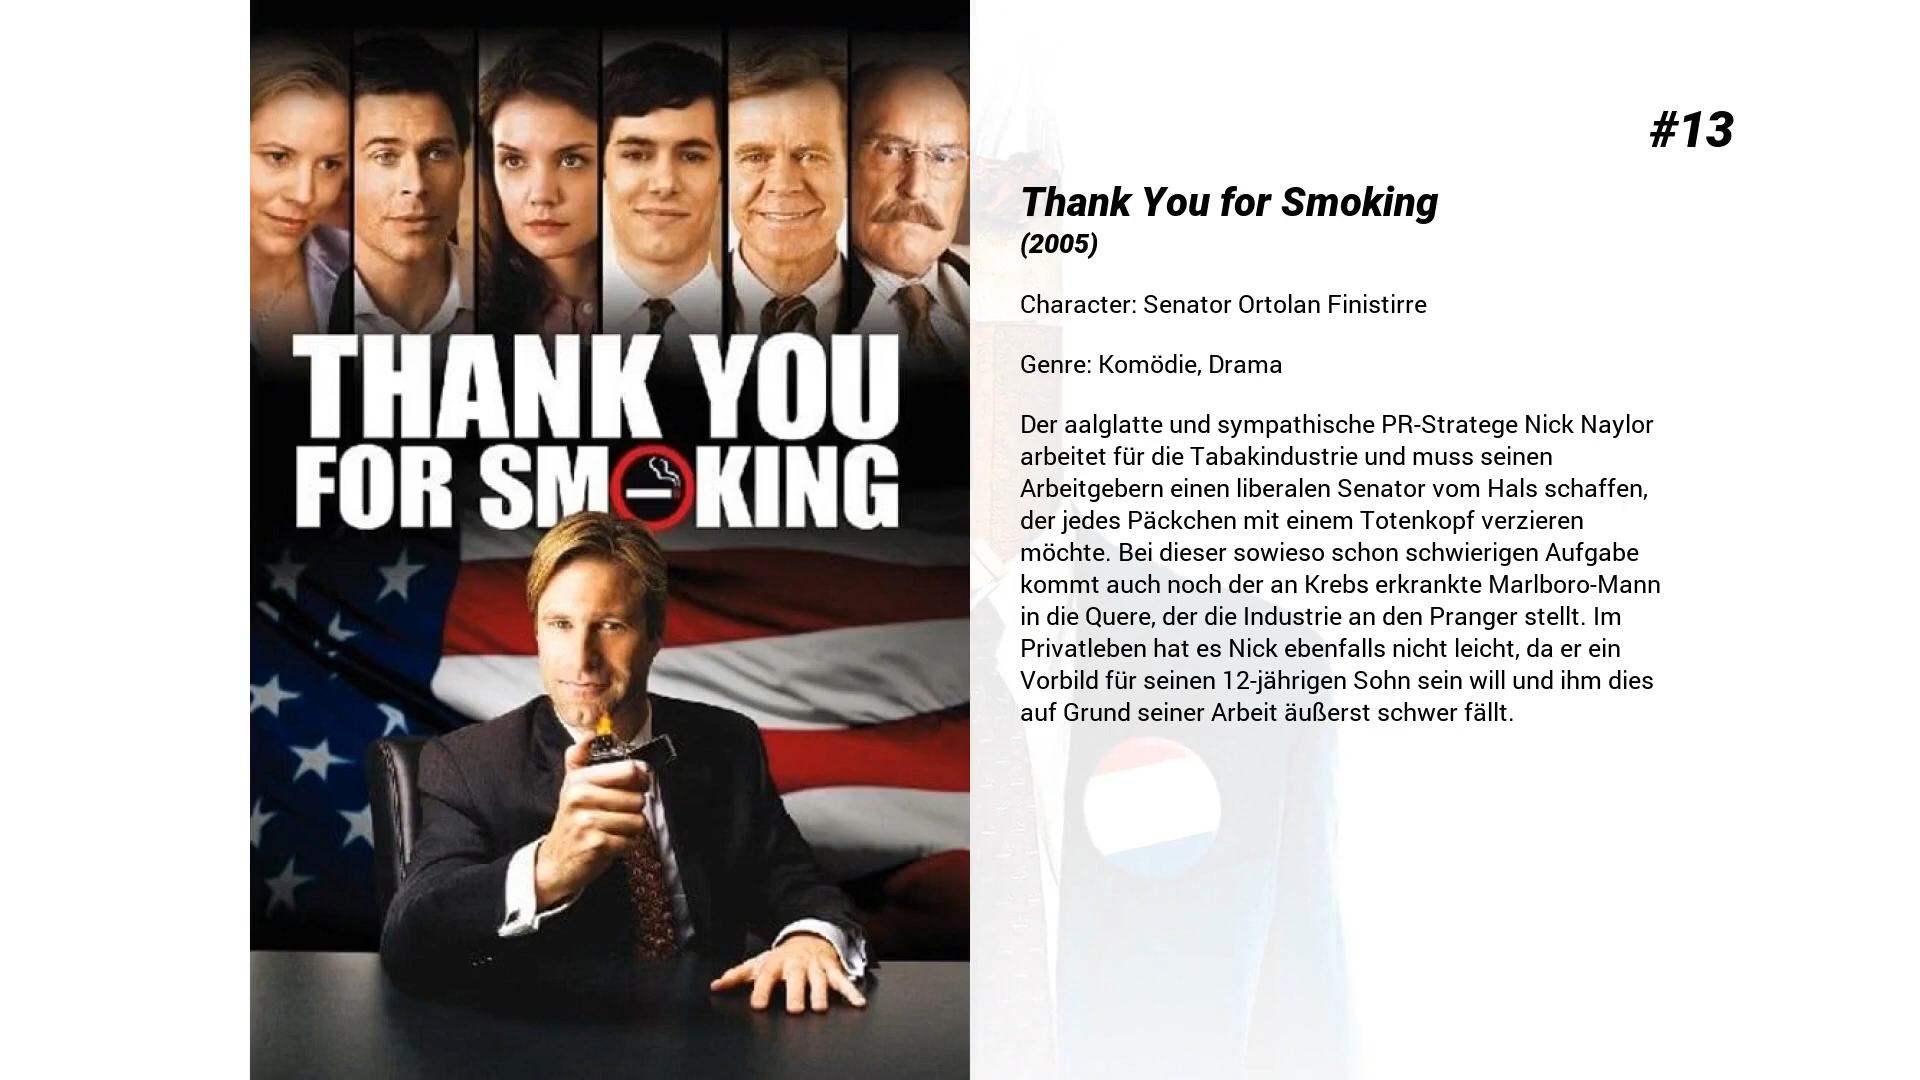 THANK YOU
FOR SMOKING
#13
Thank You for Smoking
(2005)
Character: Senator Ortolan Finistirre
Genre: Komödie, Drama
Der aalglatte und sympathische PR-Stratege Nick Naylor
arbeitet für die Tabakindustrie und muss seinen
Arbeitgebern einen liberalen Senator vom Hals schaffen,
der jedes Päckchen mit einem Totenkopf verzieren
möchte. Bei dieser sowieso schon schwierigen Aufgabe
kommt auch noch der an Krebs erkrankte Marlboro-Mann
in die Quere, der die Industrie an den Pranger stellt. Im
Privatleben hat es Nick ebenfalls nicht leicht, da er ein
Vorbild für seinen 12-jährigen Sohn sein will und ihm dies
auf Grund seiner Arbeit äußerst schwer fällt.